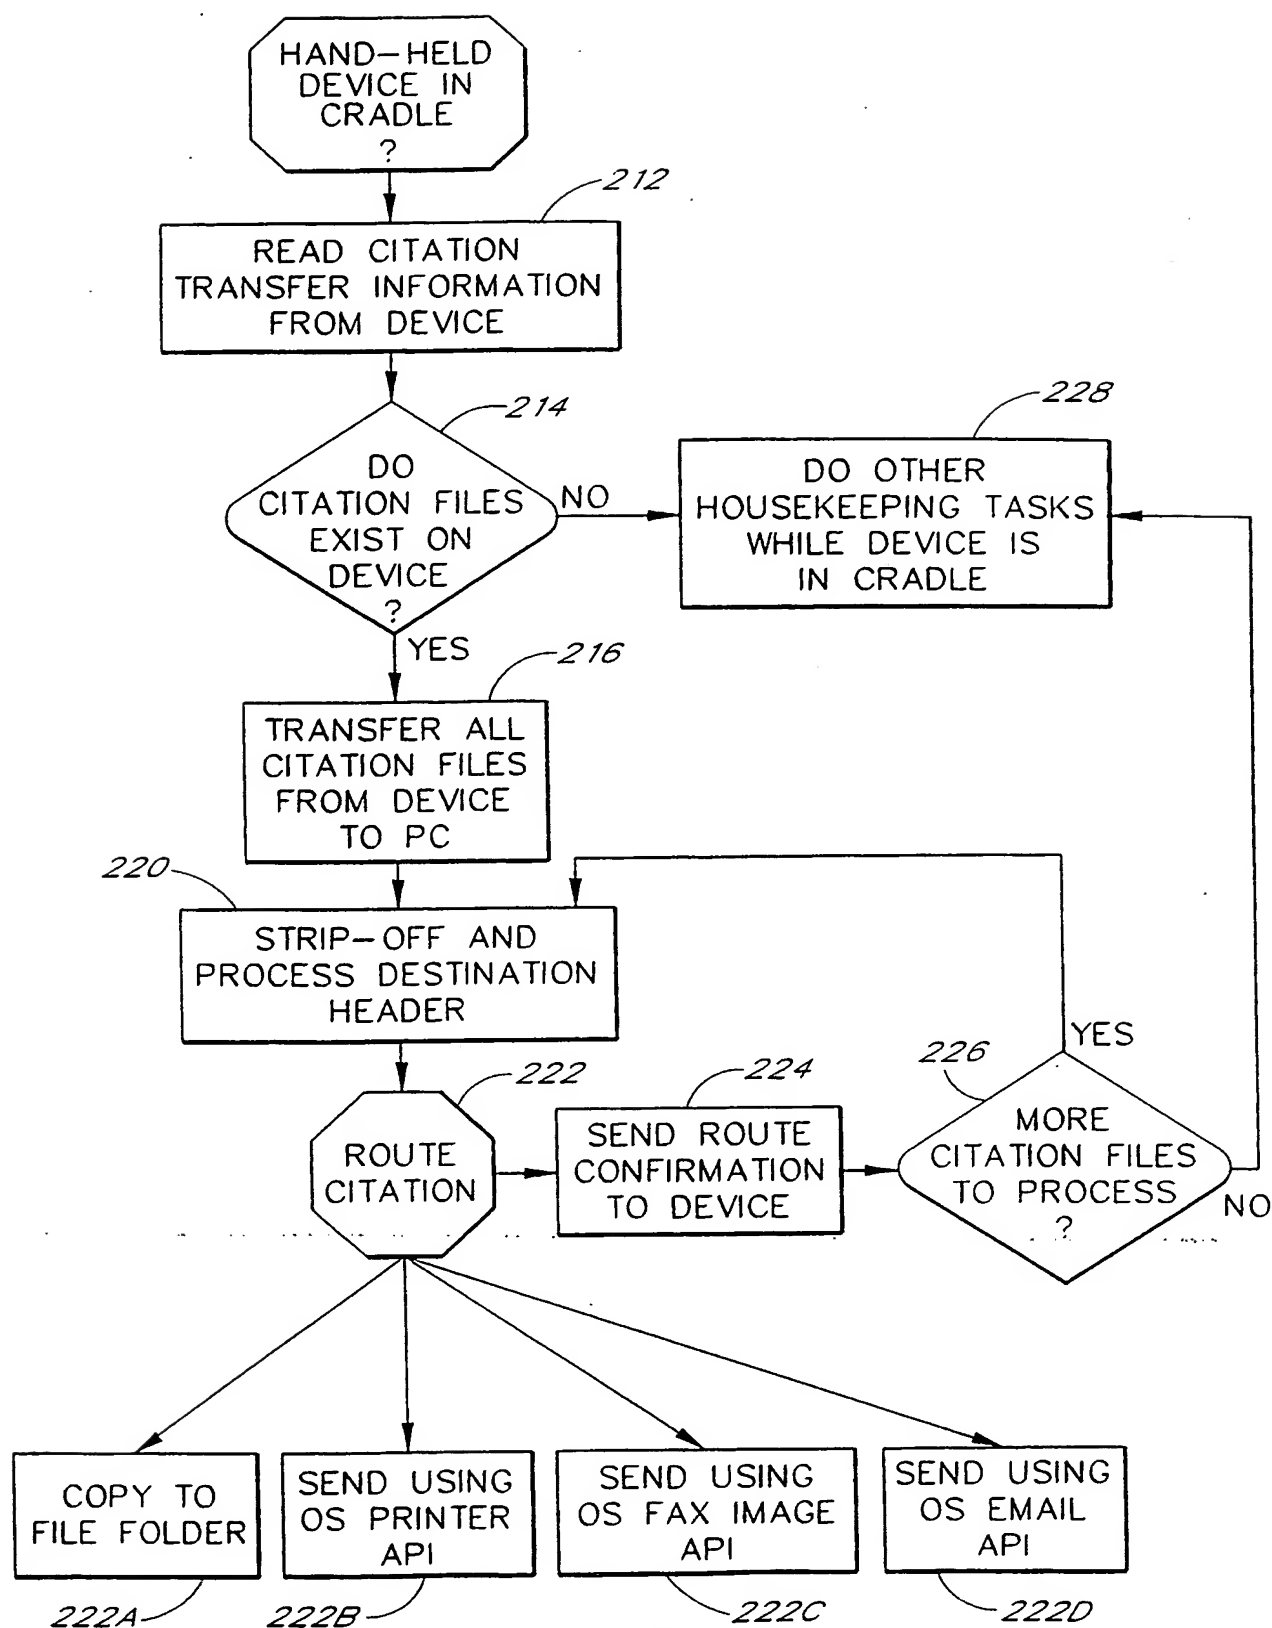 HAND-HELD
DEVICE IN
CRADLE
?
212
READ CITATION
TRANSFER INFORMATION
FROM DEVICE
214
DO
CITATION FILES
EXIST ON
DEVICE
?
NO
YES
228
DO OTHER
HOUSEKEEPING TASKS
WHILE DEVICE IS
IN CRADLE
216
TRANSFER ALL
CITATION FILES
FROM DEVICE
TO PC
220
STRIP-OFF AND
PROCESS DESTINATION
HEADER
222
ROUTE
CITATION
224
SEND ROUTE
CONFIRMATION
TO DEVICE
226
MORE
CITATION FILES
TO PROCESS
?
YES
NO
COPY TO
FILE FOLDER
222A
SEND USING
OS PRINTER
API
222B
SEND USING
OS FAX IMAGE
API
222C
SEND USING
OS EMAIL
API
222D